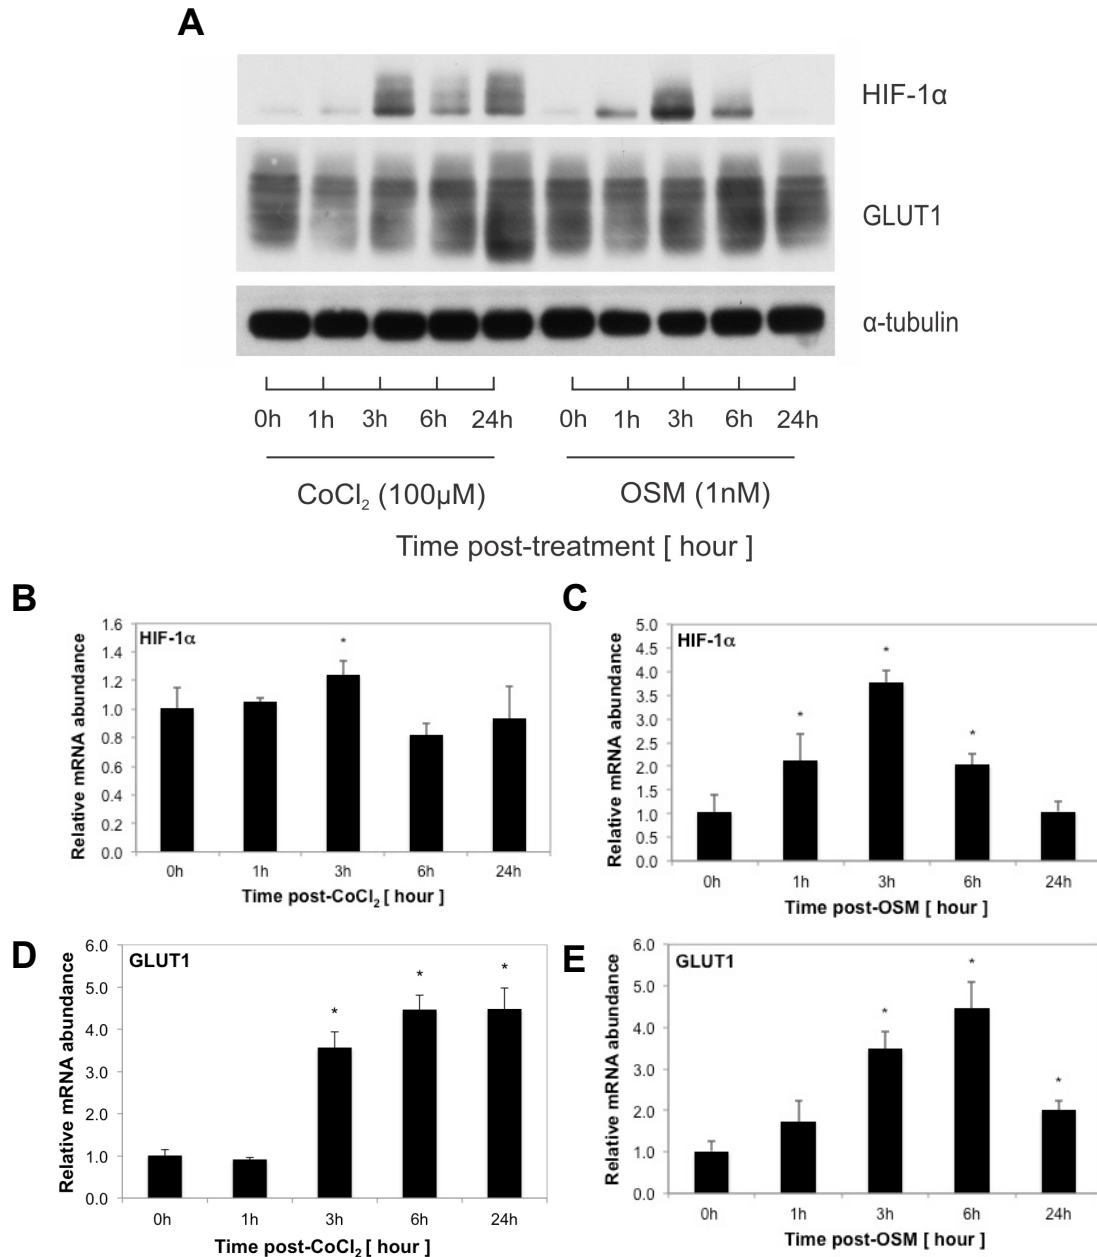 A
HIF-1α
GLUT1
α-tubulin
0h 1h 3h 6h 24h 0h 1h 3h 6h 24h
CoCl₂ (100µM) OSM (1nM)
Time post-treatment [ hour ]
B
HIF-1α
Relative mRNA abundance
1.6
1.4
1.2
1.0
0.8
0.6
0.4
0.2
0.0
*
0h 1h 3h 6h 24h
Time post-CoCl₂ [ hour ]
C
HIF-1α
Relative mRNA abundance
5.0
4.5
4.0
3.5
3.0
2.5
2.0
1.5
1.0
0.5
0.0
* * *
0h 1h 3h 6h 24h
Time post-OSM [ hour ]
D
GLUT1
Relative mRNA abundance
6.0
5.0
4.0
3.0
2.0
1.0
0.0
* * *
0h 1h 3h 6h 24h
Time post-CoCl₂ [ hour ]
E
GLUT1
Relative mRNA abundance
6.0
5.0
4.0
3.0
2.0
1.0
0.0
* * *
0h 1h 3h 6h 24h
Time post-OSM [ hour ]